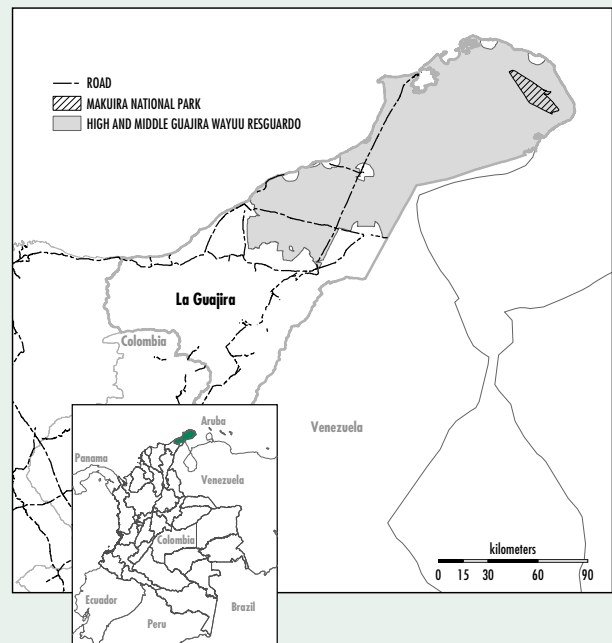 ROAD
MAKUIRA NATIONAL PARK
HIGH AND MIDDLE GUAJIRA WAYUU RESGUARDO
La Guajira
Colombia
Venezuela
kilometers
0 15 30 60 90
Aruba
Panama
Venezuela
Colombia
Ecuador
Peru
Brazil